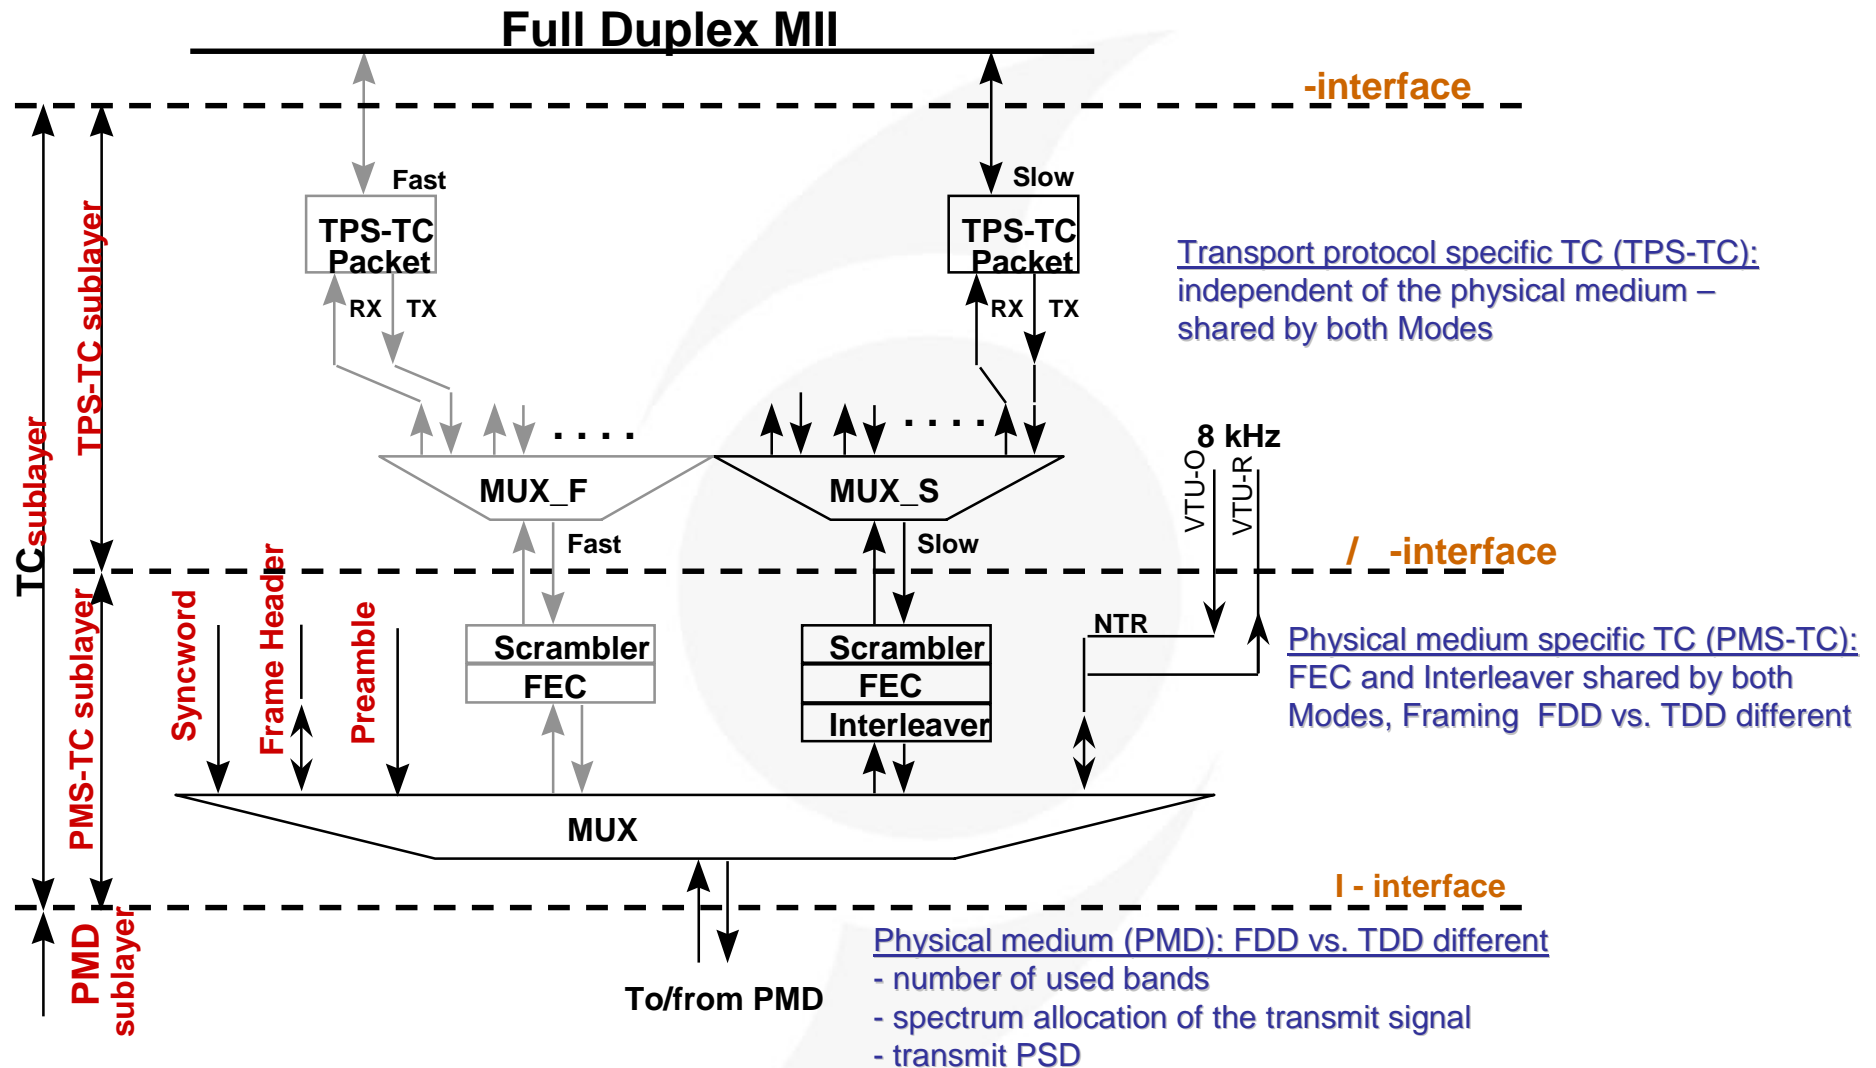 Full Duplex MII
-interface
Fast
Slow
TPS-TC
Packet
TPS-TC
Packet
RX TX
RX TX
Transport protocol specific TC (TPS-TC):
independent of the physical medium –
shared by both Modes
TPS-TC sublayer
TC sublayer
. . . .
. . . .
8 kHz
VTU-O
VTU-R
MUX_F
MUX_S
Fast
Slow
/ -interface
PMS-TC sublayer
Syncword
Frame Header
Preamble
Scrambler
FEC
Scrambler
FEC
Interleaver
NTR
Physical medium specific TC (PMS-TC):
FEC and Interleaver shared by both
Modes, Framing FDD vs. TDD different
MUX
I - interface
PMD
sublayer
To/from PMD
Physical medium (PMD): FDD vs. TDD different
- number of used bands
- spectrum allocation of the transmit signal
- transmit PSD